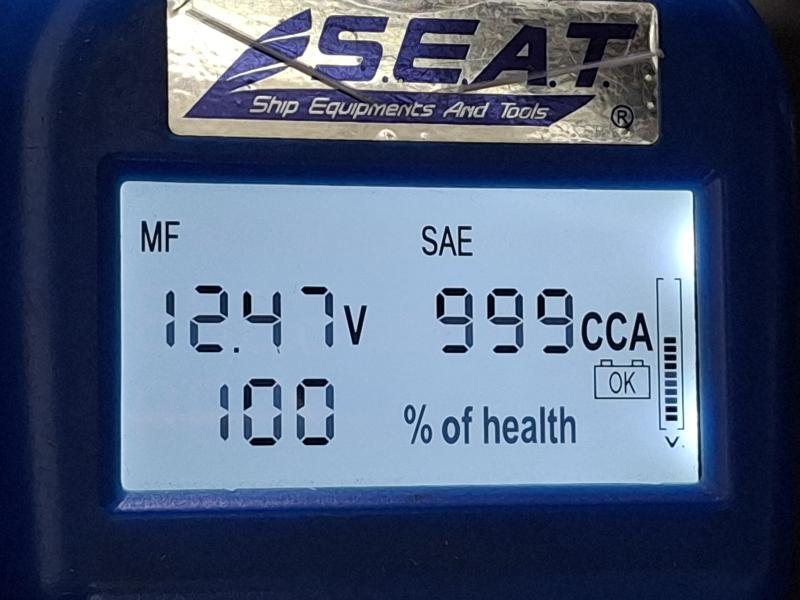 S.E.A.T.
Ship Equipments And Tools
®
MF SAE
12.47V 999CCA
OK
100 % of health
V